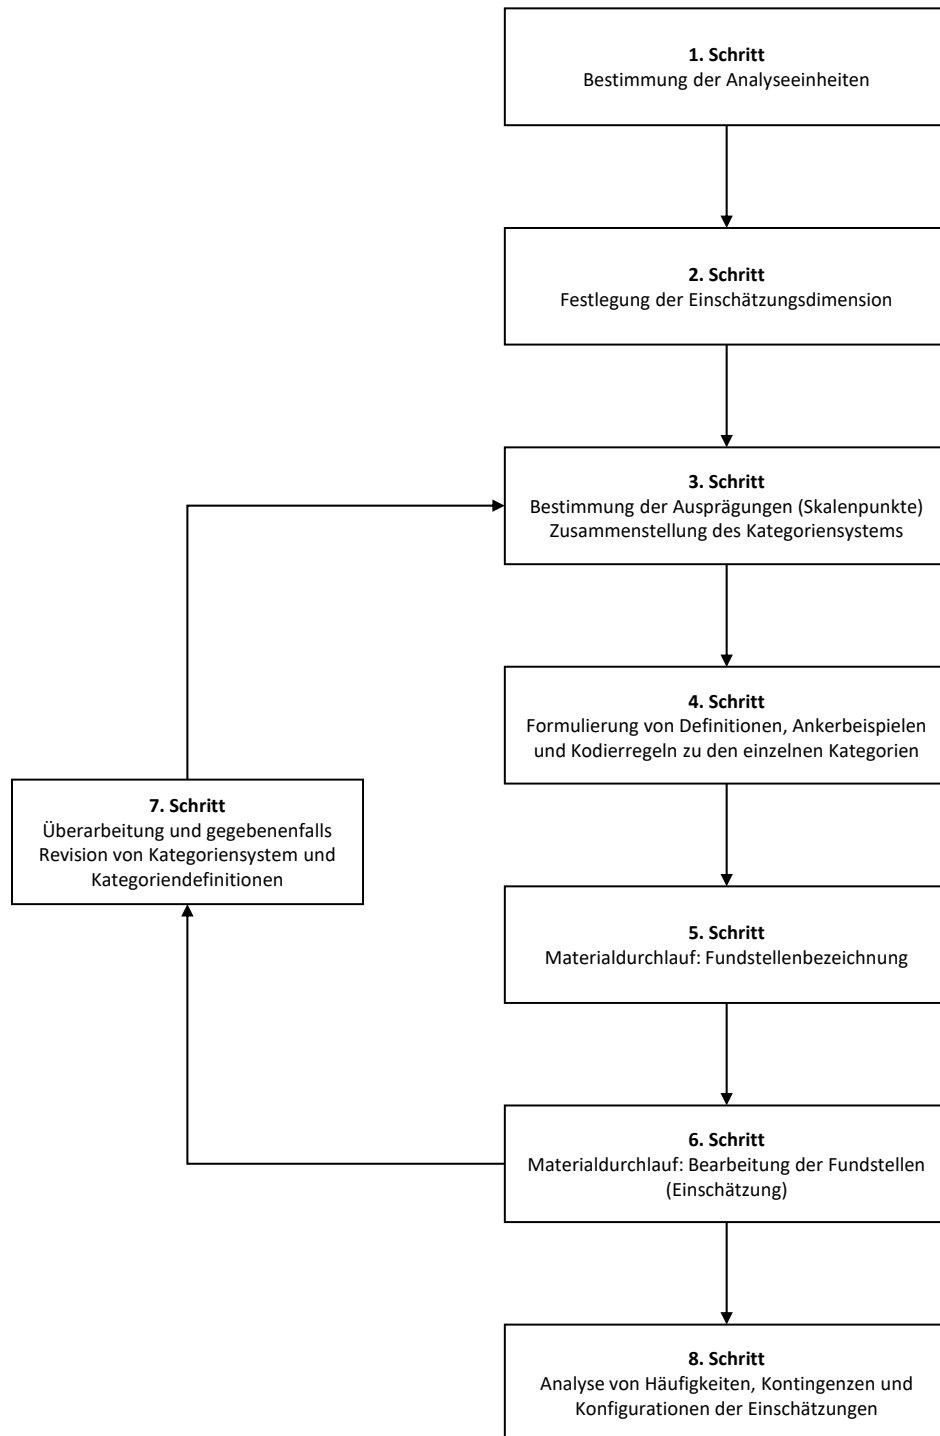 1. Schritt
Bestimmung der Analyseeinheiten
2. Schritt
Festlegung der Einschätzungsdimension
3. Schritt
Bestimmung der Ausprägungen (Skalenpunkte)
Zusammenstellung des Kategoriensystems
4. Schritt
Formulierung von Definitionen, Ankerbeispielen
und Kodierregeln zu den einzelnen Kategorien
7. Schritt
Überarbeitung und gegebenenfalls
Revision von Kategoriensystem und
Kategoriendefinitionen
5. Schritt
Materialdurchlauf: Fundstellenbezeichnung
6. Schritt
Materialdurchlauf: Bearbeitung der Fundstellen
(Einschätzung)
8. Schritt
Analyse von Häufigkeiten, Kontingenzen und
Konfigurationen der Einschätzungen